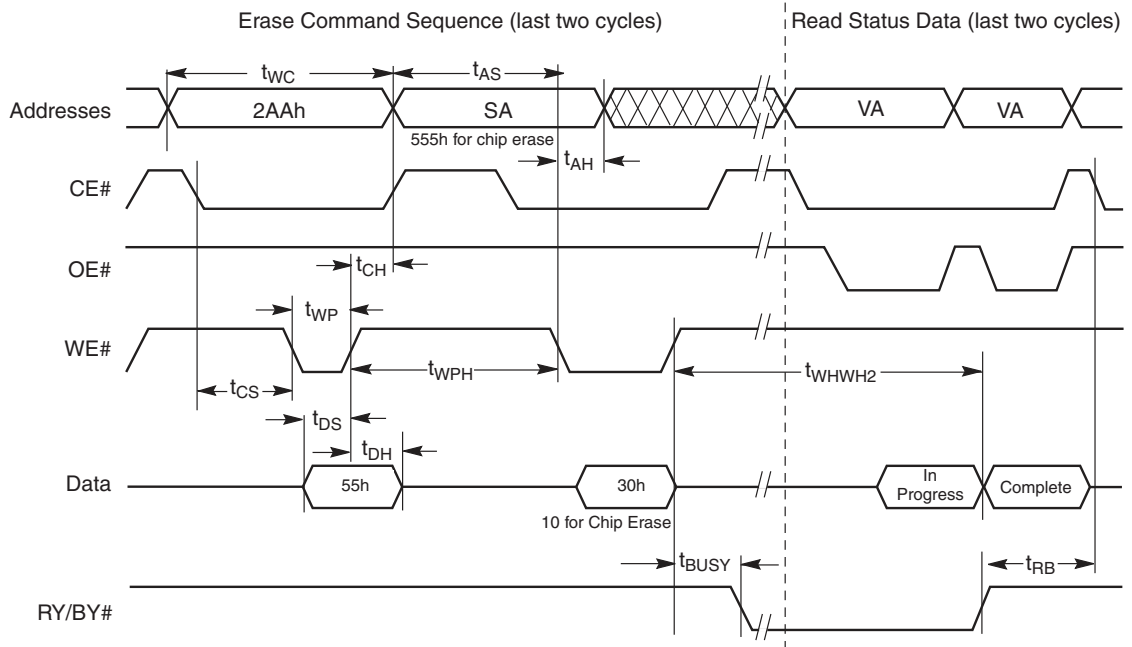 Erase Command Sequence (last two cycles)
Read Status Data (last two cycles)
tWC
tAS
Addresses
2AAh
SA
VA
VA
555h for chip erase
tAH
CE#
OE#
tCH
tWP
WE#
tWPH
tWHWH2
tCS
tDS
tDH
Data
55h
30h
In
Progress
Complete
10 for Chip Erase
tBUSY
tRB
RY/BY#